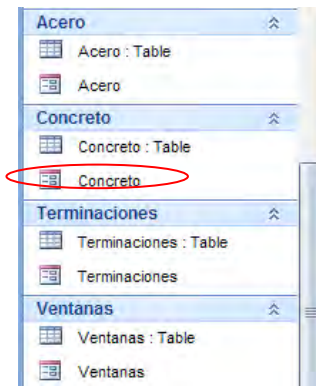 Acero
Acero : Table
Acero
Concreto
Concreto : Table
Concreto
Terminaciones
Terminaciones : Table
Terminaciones
Ventanas
Ventanas : Table
Ventanas